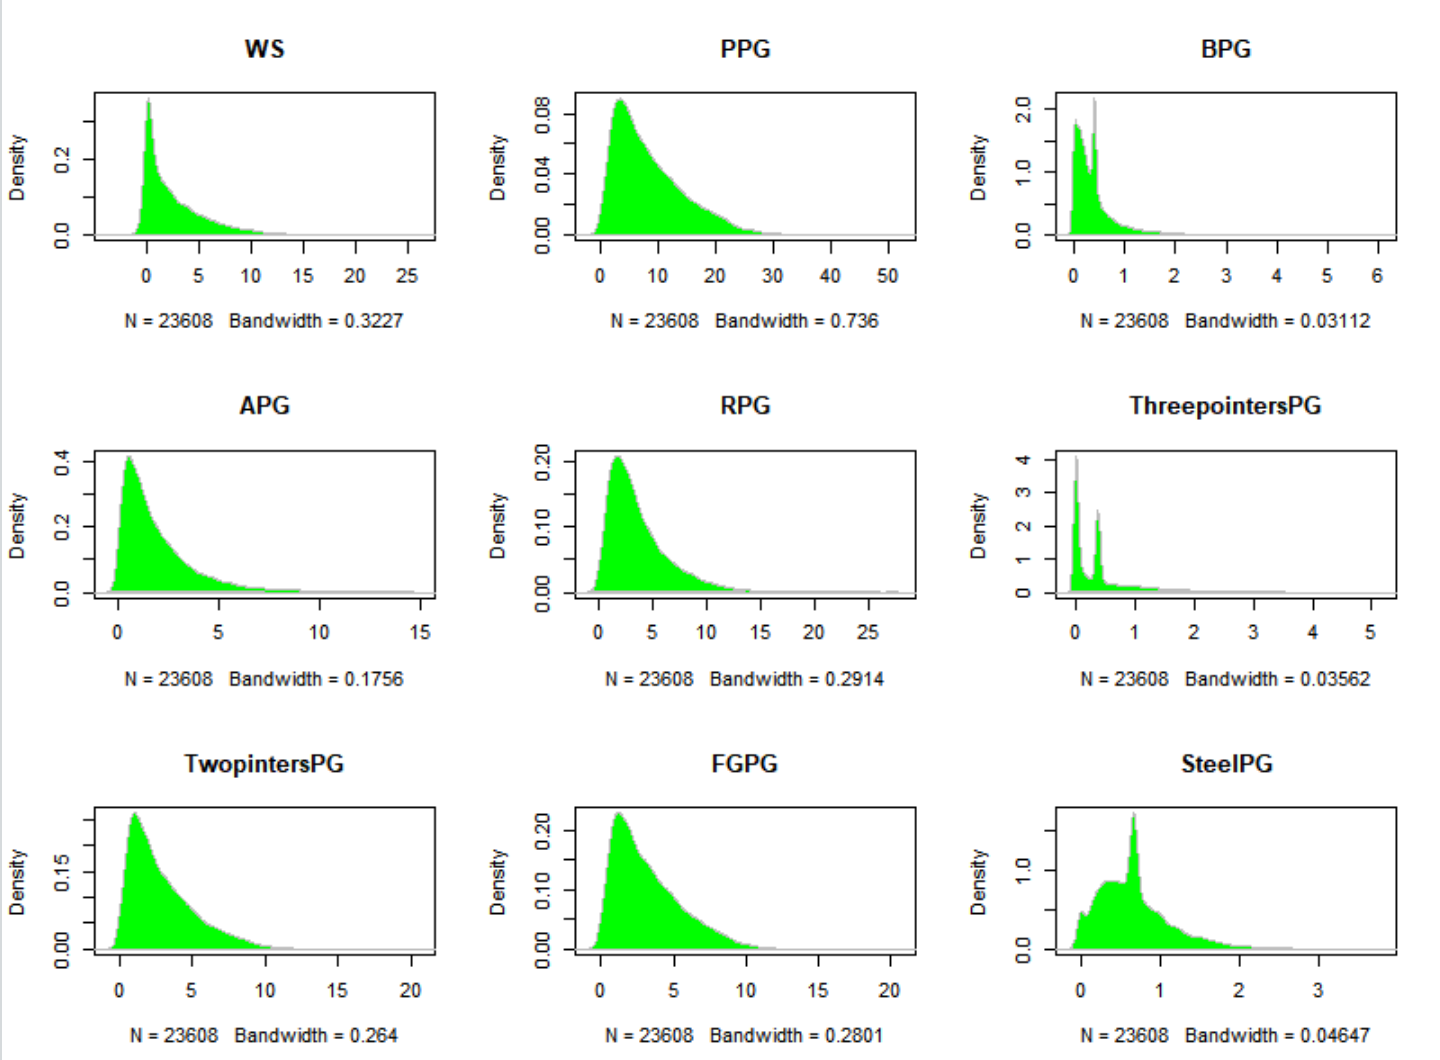 WS
PPG
BPG
Density
0.0
0.2
0 5 10 15 20 25
N = 23608 Bandwidth = 0.3227
Density
0.00
0.04
0.08
0 10 20 30 40 50
N = 23608 Bandwidth = 0.736
Density
0.0
1.0
2.0
0 1 2 3 4 5 6
N = 23608 Bandwidth = 0.03112
APG
RPG
ThreepointersPG
Density
0.0
0.2
0.4
0 5 10 15
N = 23608 Bandwidth = 0.1756
Density
0.00
0.10
0.20
0 5 10 15 20 25
N = 23608 Bandwidth = 0.2914
Density
0
1
2
3
4
0 1 2 3 4 5
N = 23608 Bandwidth = 0.03562
TwopintersPG
FGPG
SteelPG
Density
0.00
0.15
0 5 10 15 20
N = 23608 Bandwidth = 0.264
Density
0.00
0.10
0.20
0 5 10 15 20
N = 23608 Bandwidth = 0.2801
Density
0.0
1.0
0 1 2 3
N = 23608 Bandwidth = 0.04647